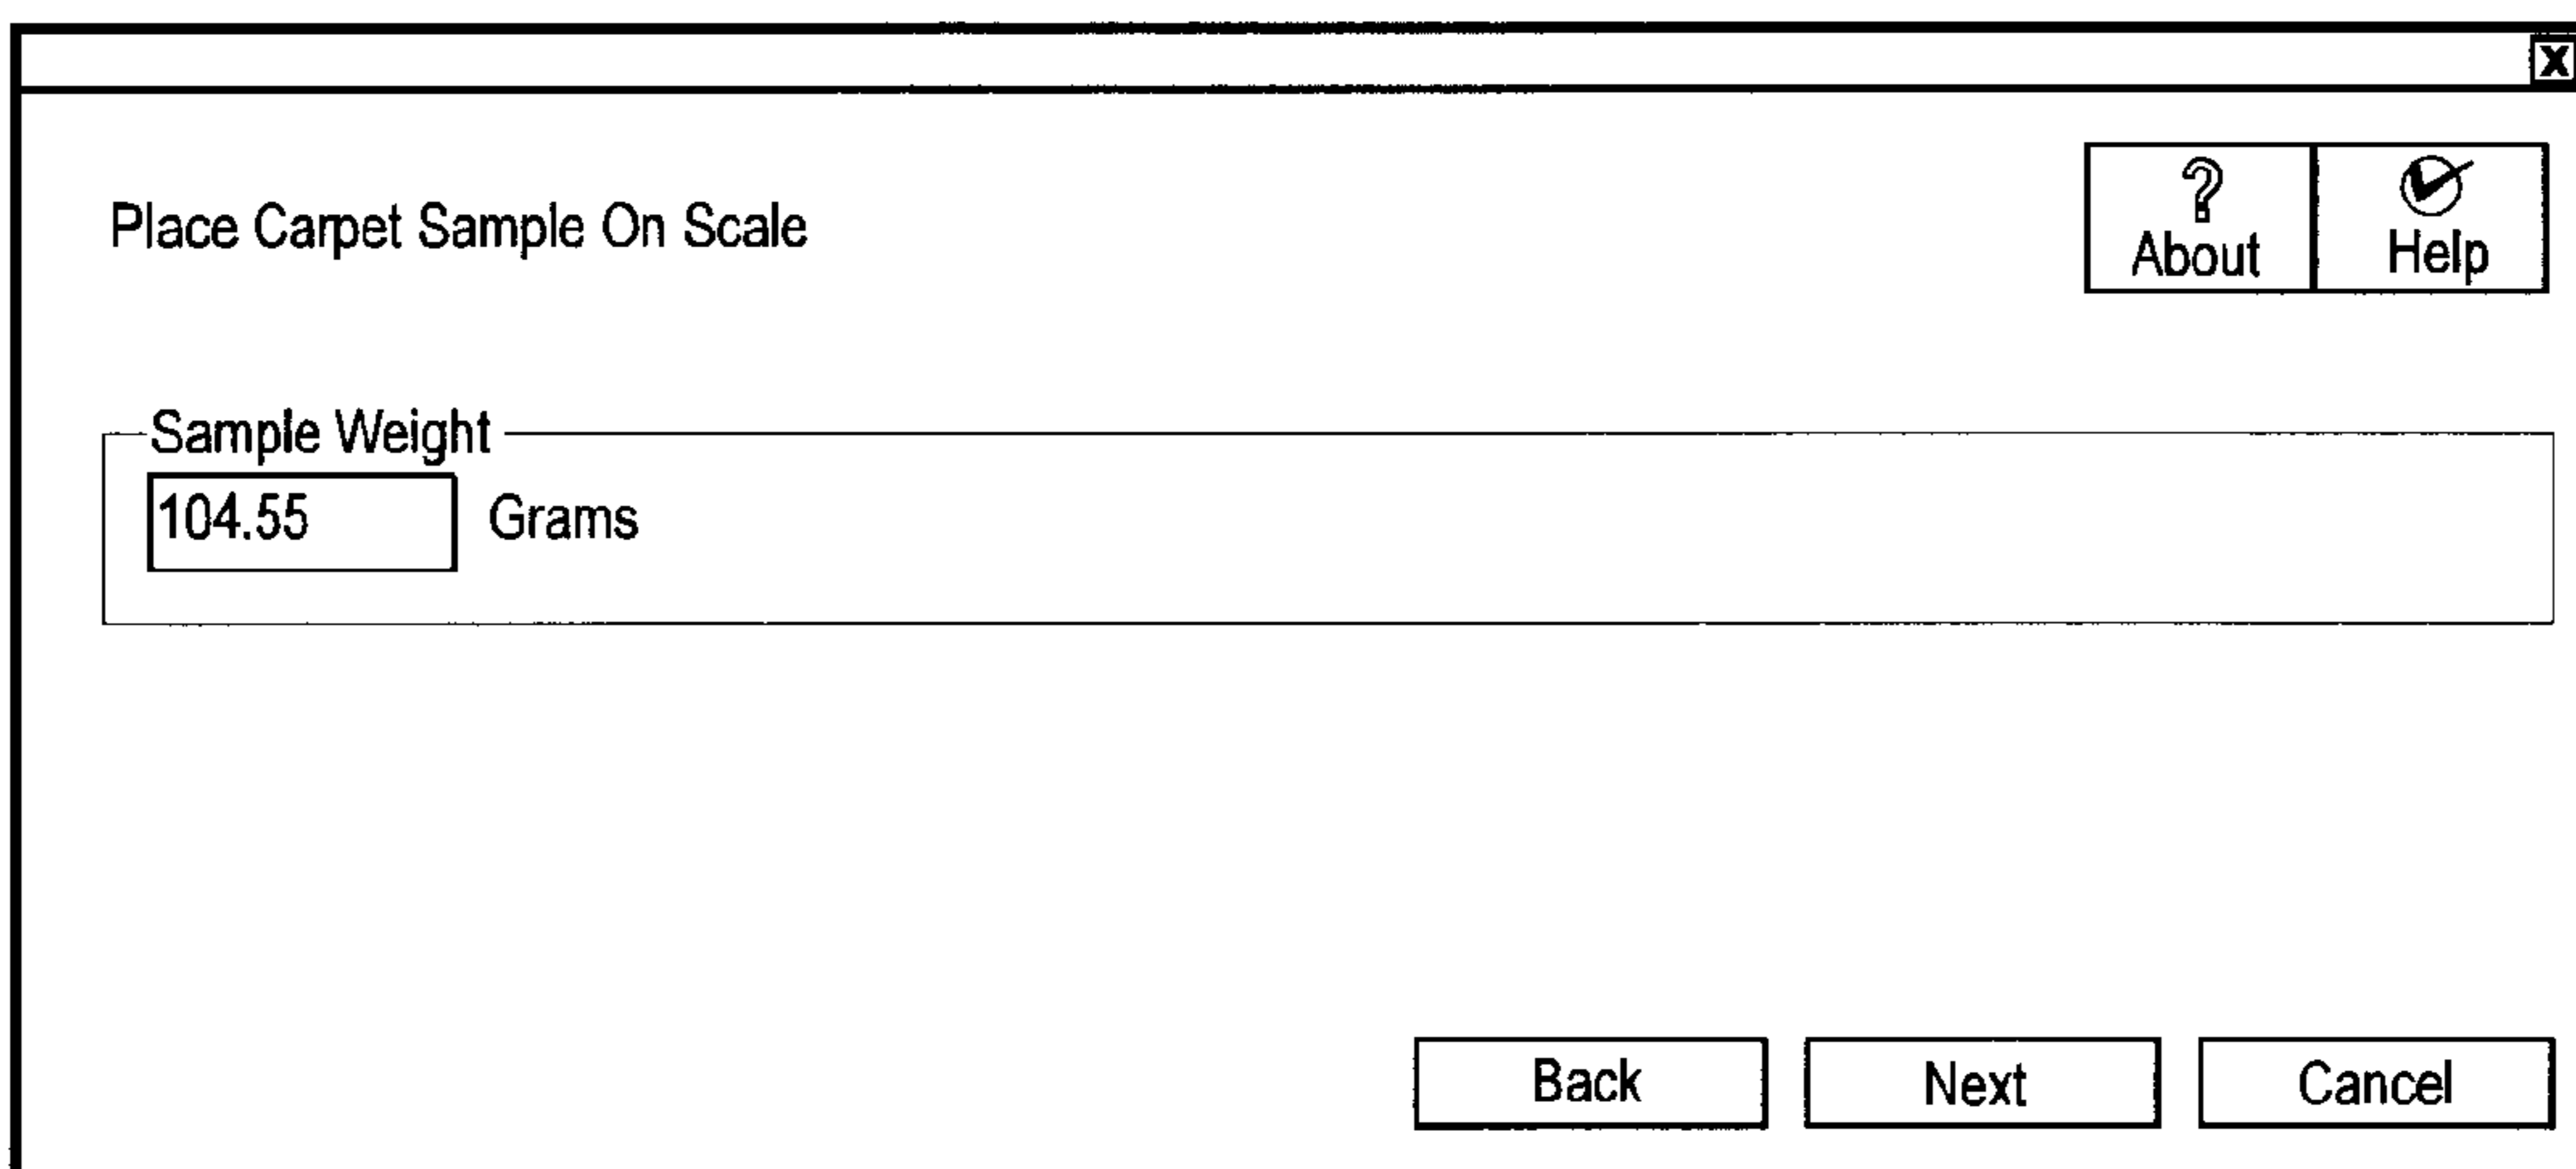 X
Place Carpet Sample On Scale
?
About
Help
Sample Weight
104.55 Grams
Back Next Cancel